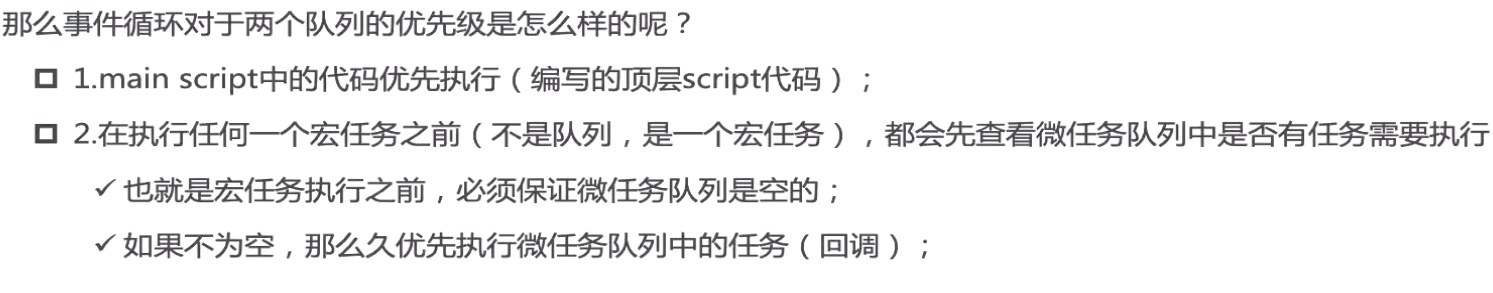 那么事件循环对于两个队列的优先级是怎么样的呢？
1.main script中的代码优先执行（编写的顶层script代码）；
2.在执行任何一个宏任务之前（不是队列，是一个宏任务），都会先查看微任务队列中是否有任务需要执行
也就是宏任务执行之前，必须保证微任务队列是空的；
如果不为空，那么久优先执行微任务队列中的任务（回调）；